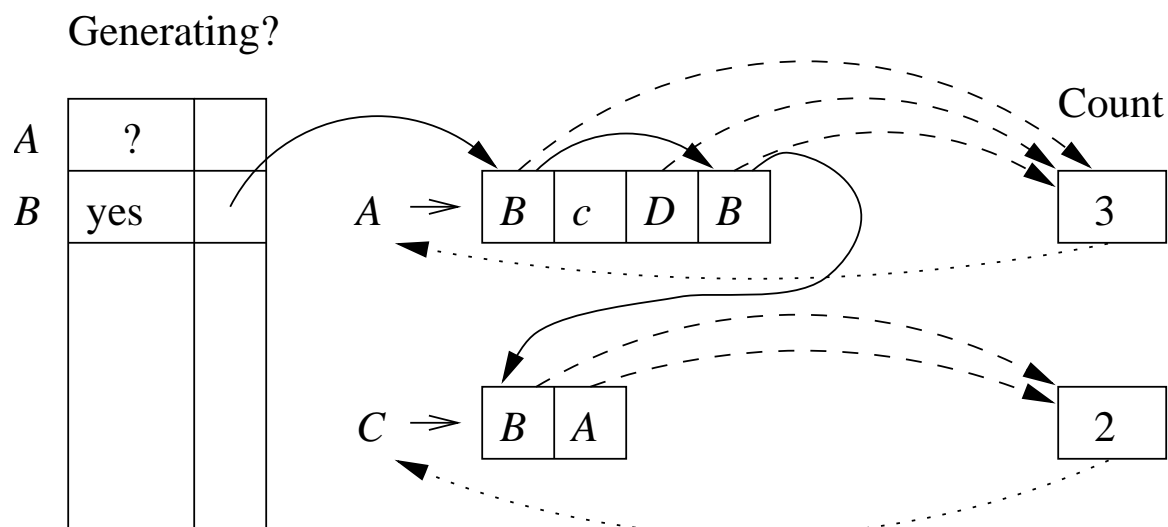 Generating?
Count
A ?
B yes A ⇒ B c D B 3
C ⇒ B A 2